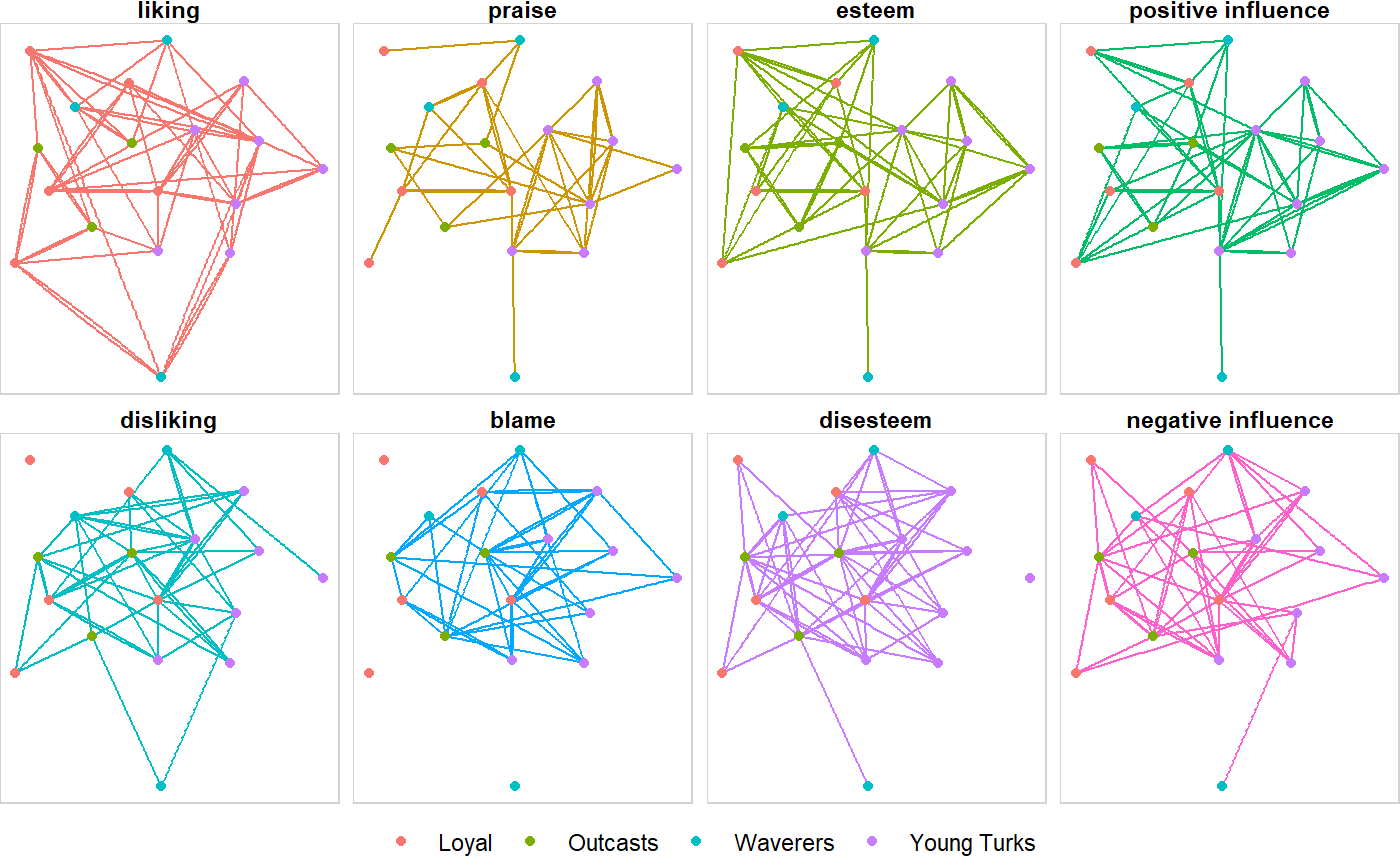 liking praise esteem positive influence
disliking blame disesteem negative influence
Loyal Outcasts Waverers Young Turks